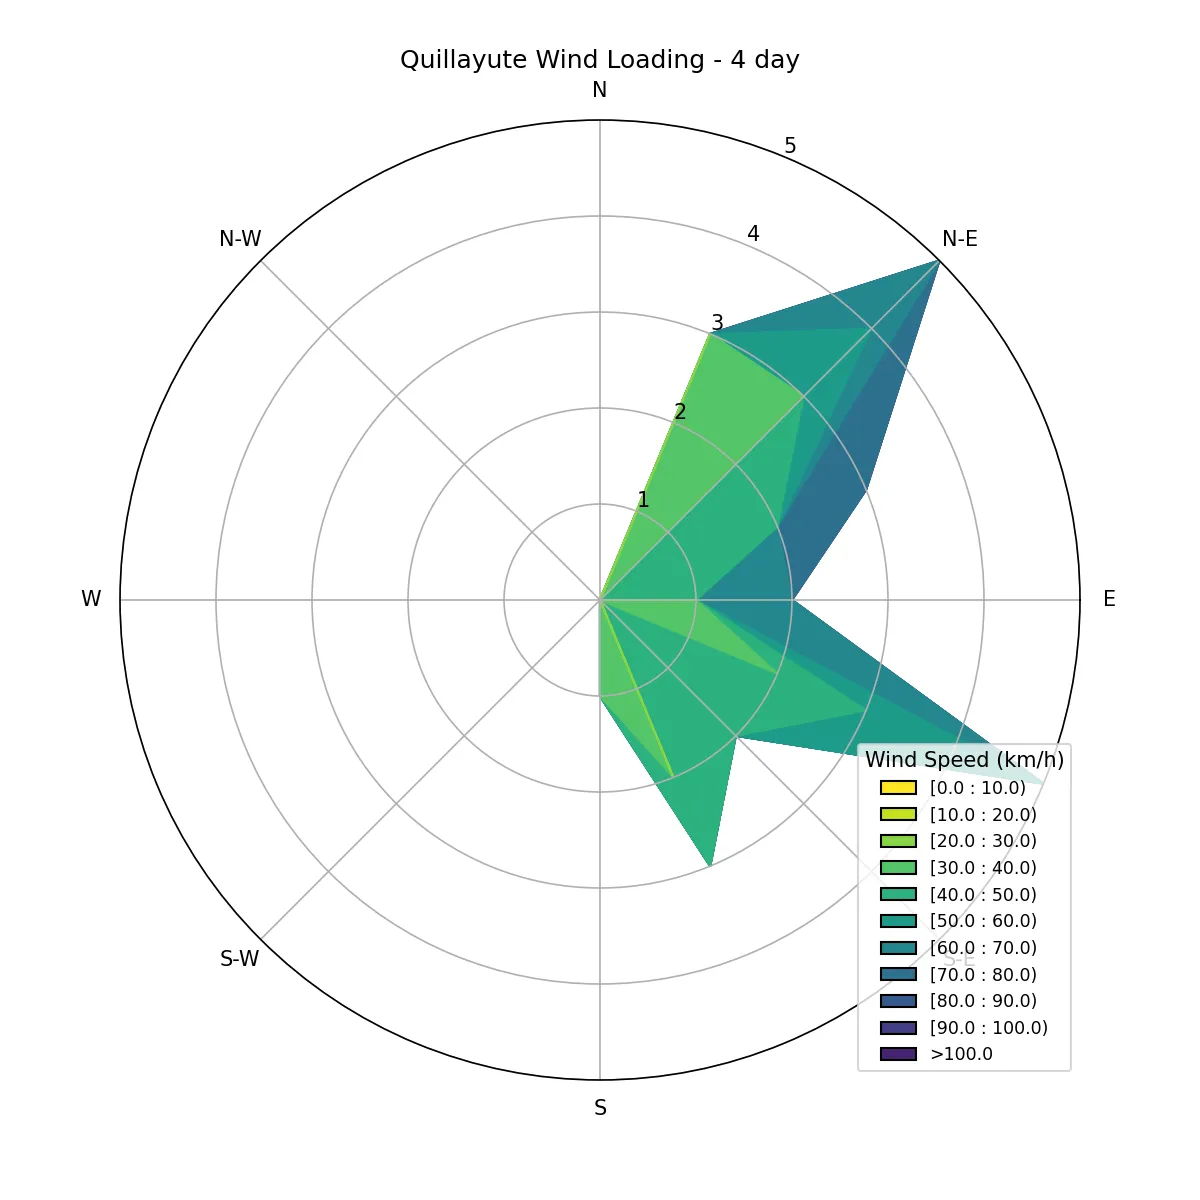 Quillayute Wind Loading - 4 day
N
5
N-W
4
N-E
3
2
1
W
E
Wind Speed (km/h)
[0.0 : 10.0)
[10.0 : 20.0)
[20.0 : 30.0)
[30.0 : 40.0)
[40.0 : 50.0)
[50.0 : 60.0)
[60.0 : 70.0)
[70.0 : 80.0)
[80.0 : 90.0)
[90.0 : 100.0)
>100.0
S-W
S-E
S